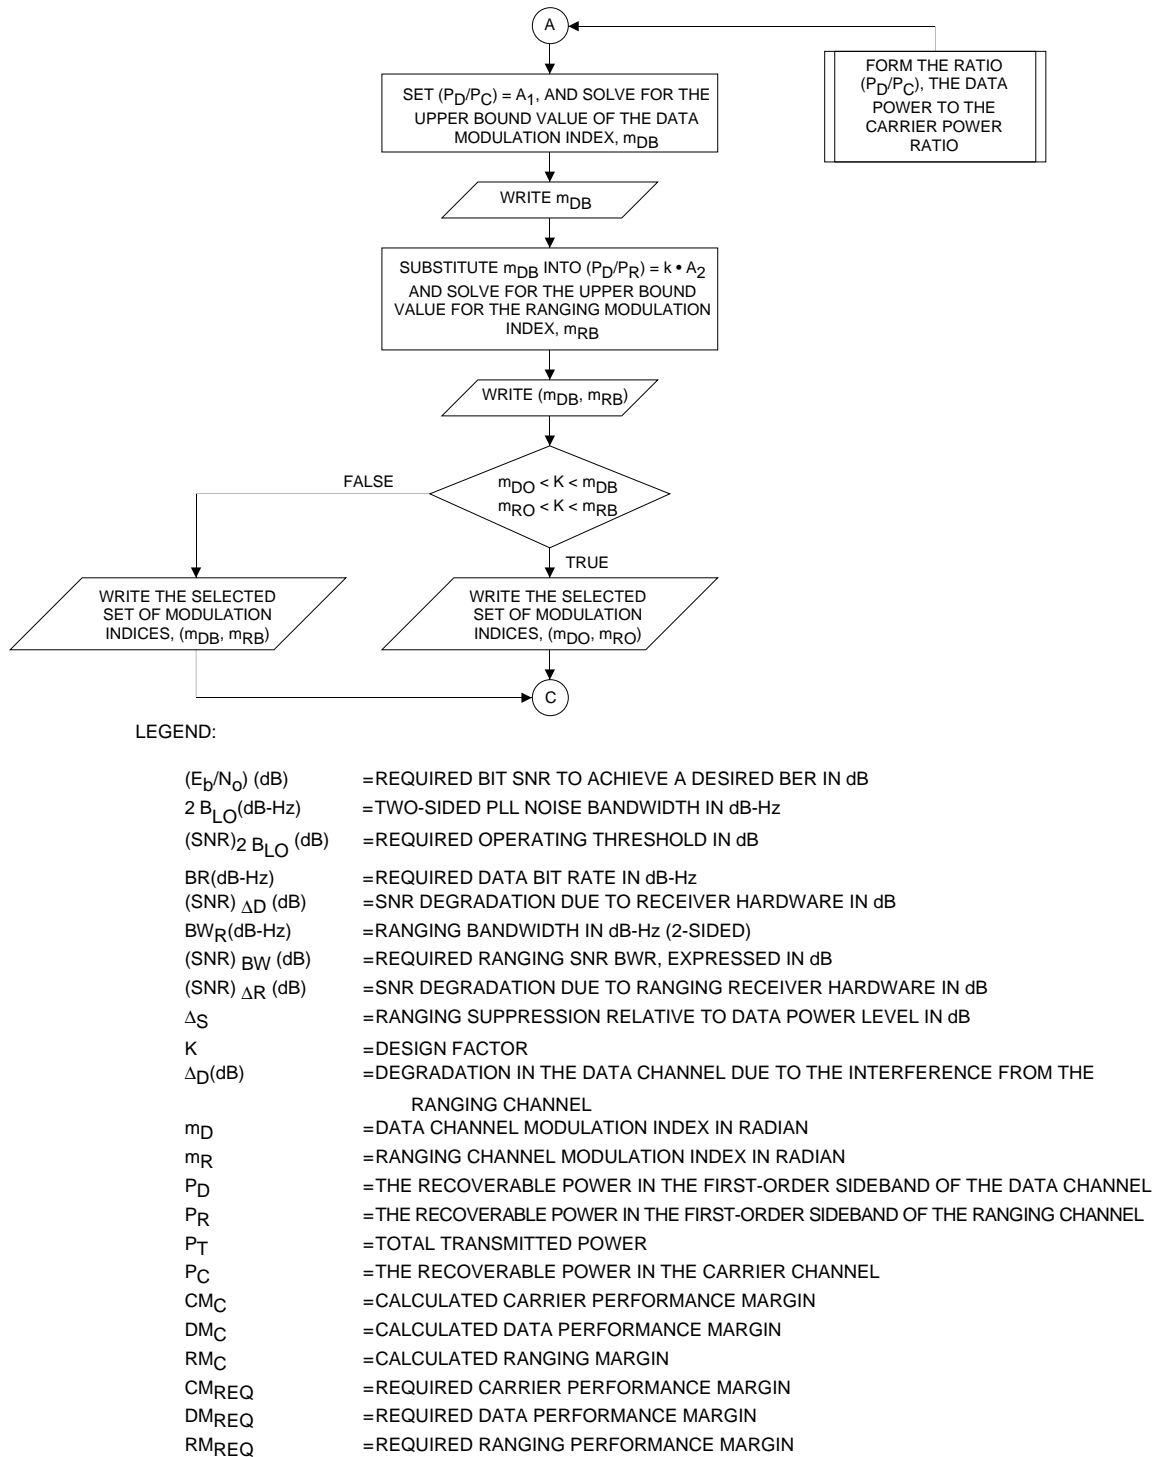 A
FORM THE RATIO
(PD/PC), THE DATA
POWER TO THE
CARRIER POWER
RATIO
SET (PD/PC) = A1, AND SOLVE FOR THE
UPPER BOUND VALUE OF THE DATA
MODULATION INDEX, mDB
WRITE mDB
SUBSTITUTE mDB INTO (PD/PR) = k • A2
AND SOLVE FOR THE UPPER BOUND
VALUE FOR THE RANGING MODULATION
INDEX, mRB
WRITE (mDB, mRB)
FALSE
mDO < K < mDB
mRO < K < mRB
TRUE
WRITE THE SELECTED
SET OF MODULATION
INDICES, (mDB, mRB)
WRITE THE SELECTED
SET OF MODULATION
INDICES, (mDO, mRO)
C
LEGEND:
(Eb/No) (dB) =REQUIRED BIT SNR TO ACHIEVE A DESIRED BER IN dB
2 BLO(dB-Hz) =TWO-SIDED PLL NOISE BANDWIDTH IN dB-Hz
(SNR)2 BLO (dB) =REQUIRED OPERATING THRESHOLD IN dB
BR(dB-Hz) =REQUIRED DATA BIT RATE IN dB-Hz
(SNR) ΔD (dB) =SNR DEGRADATION DUE TO RECEIVER HARDWARE IN dB
BWR(dB-Hz) =RANGING BANDWIDTH IN dB-Hz (2-SIDED)
(SNR) BW (dB) =REQUIRED RANGING SNR BWR, EXPRESSED IN dB
(SNR) ΔR (dB) =SNR DEGRADATION DUE TO RANGING RECEIVER HARDWARE IN dB
ΔS =RANGING SUPPRESSION RELATIVE TO DATA POWER LEVEL IN dB
K =DESIGN FACTOR
ΔD(dB) =DEGRADATION IN THE DATA CHANNEL DUE TO THE INTERFERENCE FROM THE
RANGING CHANNEL
mD =DATA CHANNEL MODULATION INDEX IN RADIAN
mR =RANGING CHANNEL MODULATION INDEX IN RADIAN
PD =THE RECOVERABLE POWER IN THE FIRST-ORDER SIDEBAND OF THE DATA CHANNEL
PR =THE RECOVERABLE POWER IN THE FIRST-ORDER SIDEBAND OF THE RANGING CHANNEL
PT =TOTAL TRANSMITTED POWER
PC =THE RECOVERABLE POWER IN THE CARRIER CHANNEL
CMC =CALCULATED CARRIER PERFORMANCE MARGIN
DMC =CALCULATED DATA PERFORMANCE MARGIN
RMC =CALCULATED RANGING MARGIN
CMREQ =REQUIRED CARRIER PERFORMANCE MARGIN
DMREQ =REQUIRED DATA PERFORMANCE MARGIN
RMREQ =REQUIRED RANGING PERFORMANCE MARGIN